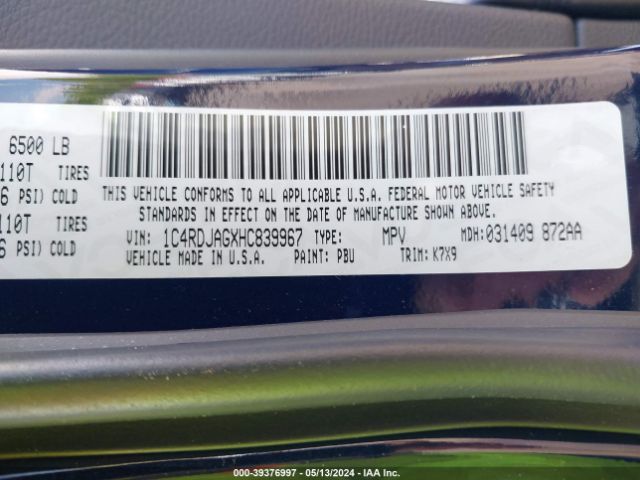 6500 LB
110T TIRES
6 PSI) COLD
110T TIRES
6 PSI) COLD
THIS VEHICLE CONFORMS TO ALL APPLICABLE U.S.A. FEDERAL MOTOR VEHICLE SAFETY
STANDARDS IN EFFECT ON THE DATE OF MANUFACTURE SHOWN ABOVE.
VIN: 1C4RDJAGXHC839967 TYPE: MPV MDH: 031409 872AA
VEHICLE MADE IN U.S.A. PAINT: PBU TRIM: K7X9
000-39376997 - 05/13/2024 - IAA Inc.